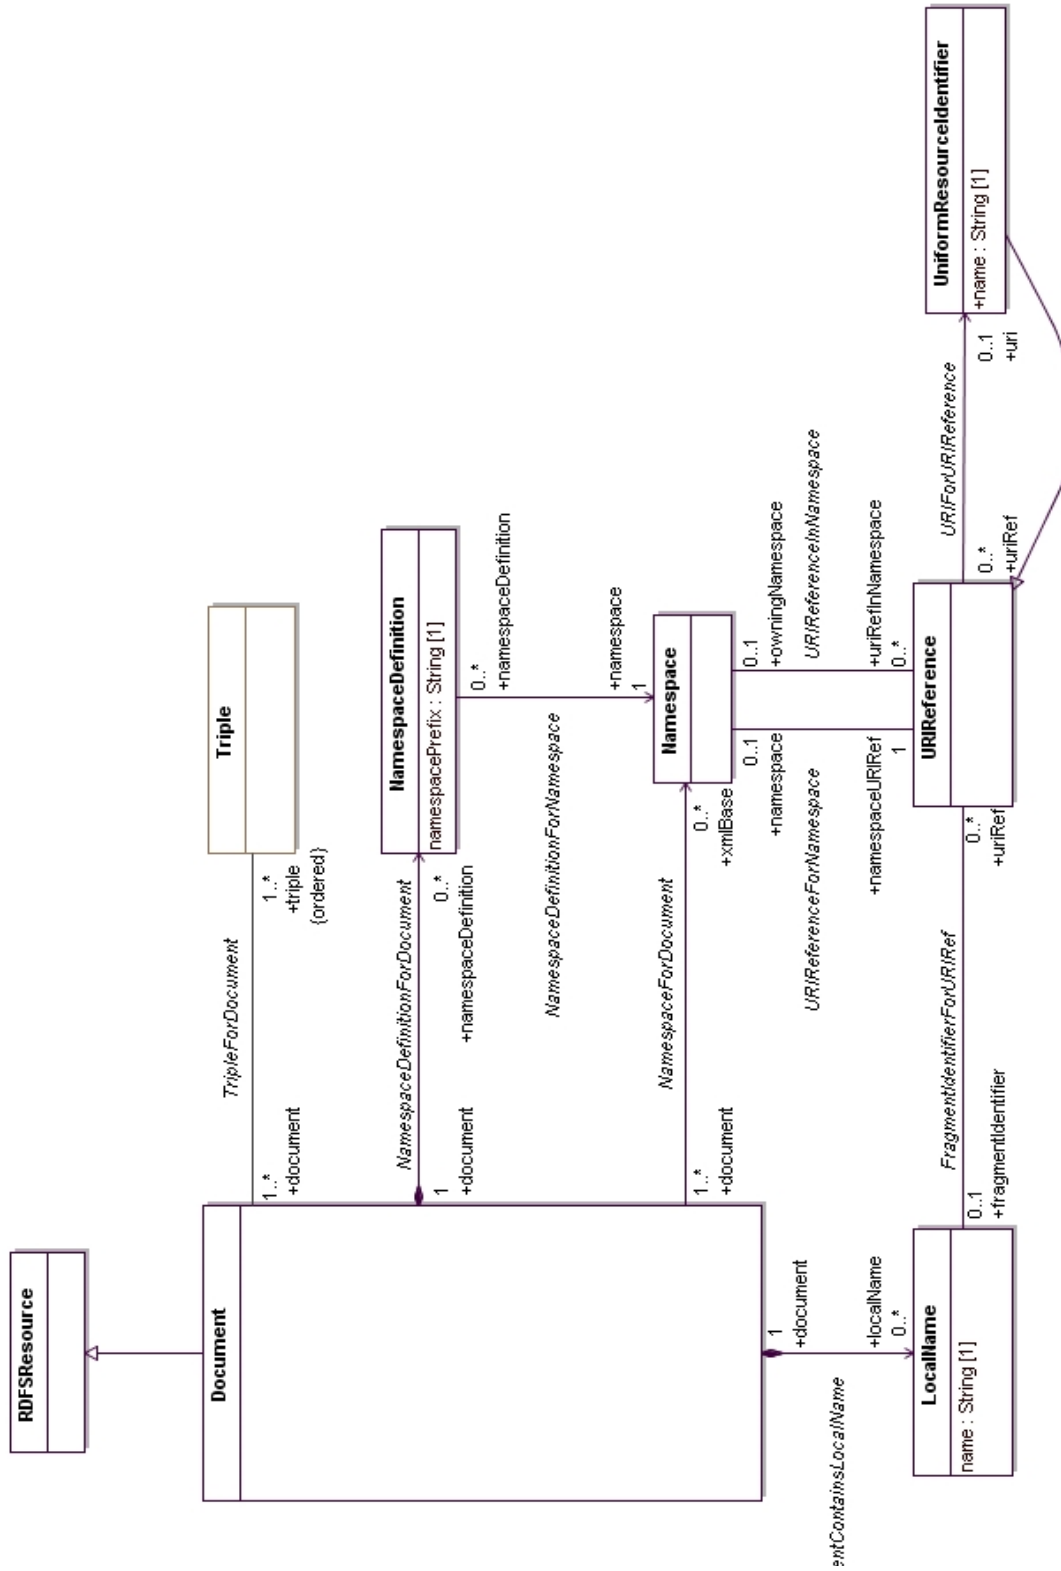 RDFSResource
Document
1..*
+document
TripleForDocument
1..*
+triple
{ordered}
Triple
1
+document
NamespaceDefinitionForDocument
0..*
+namespaceDefinition
NamespaceDefinition
namespacePrefix : String [1]
0..*
+namespaceDefinition
NamespaceDefinitionForNamespace
+namespace
1
1..*
+document
NamespaceForDocument
0..*
+xmlBase
Namespace
0..1
+namespace
URIReferenceForNamespace
+namespaceURIRef
1
0..1
+owningNamespace
URIReferenceInNamespace
+uriRefInNamespace
0..*
1
+document
entContainsLocalName
+localName
0..*
LocalName
name : String [1]
0..1
+fragmentIdentifier
FragmentIdentifierForURIRef
0..*
+uriRef
URIReference
0..*
+uriRef
URIForURIReference
0..1
+uri
UniformResourceIdentifier
+name : String [1]